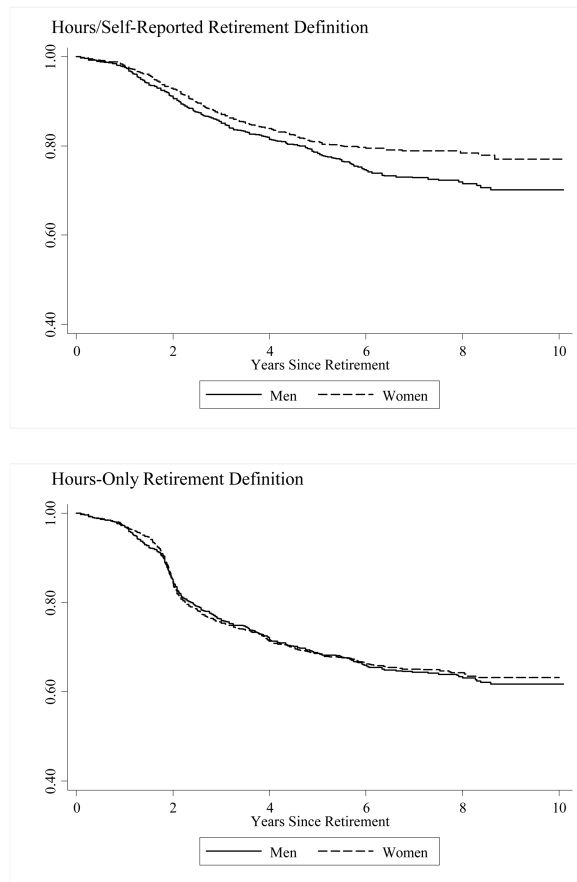 Hours/Self-Reported Retirement Definition
1.00
0.80
0.60
0.40
0 2 4 6 8 10
Years Since Retirement
Men Women
Hours-Only Retirement Definition
1.00
0.80
0.60
0.40
0 2 4 6 8 10
Years Since Retirement
Men Women